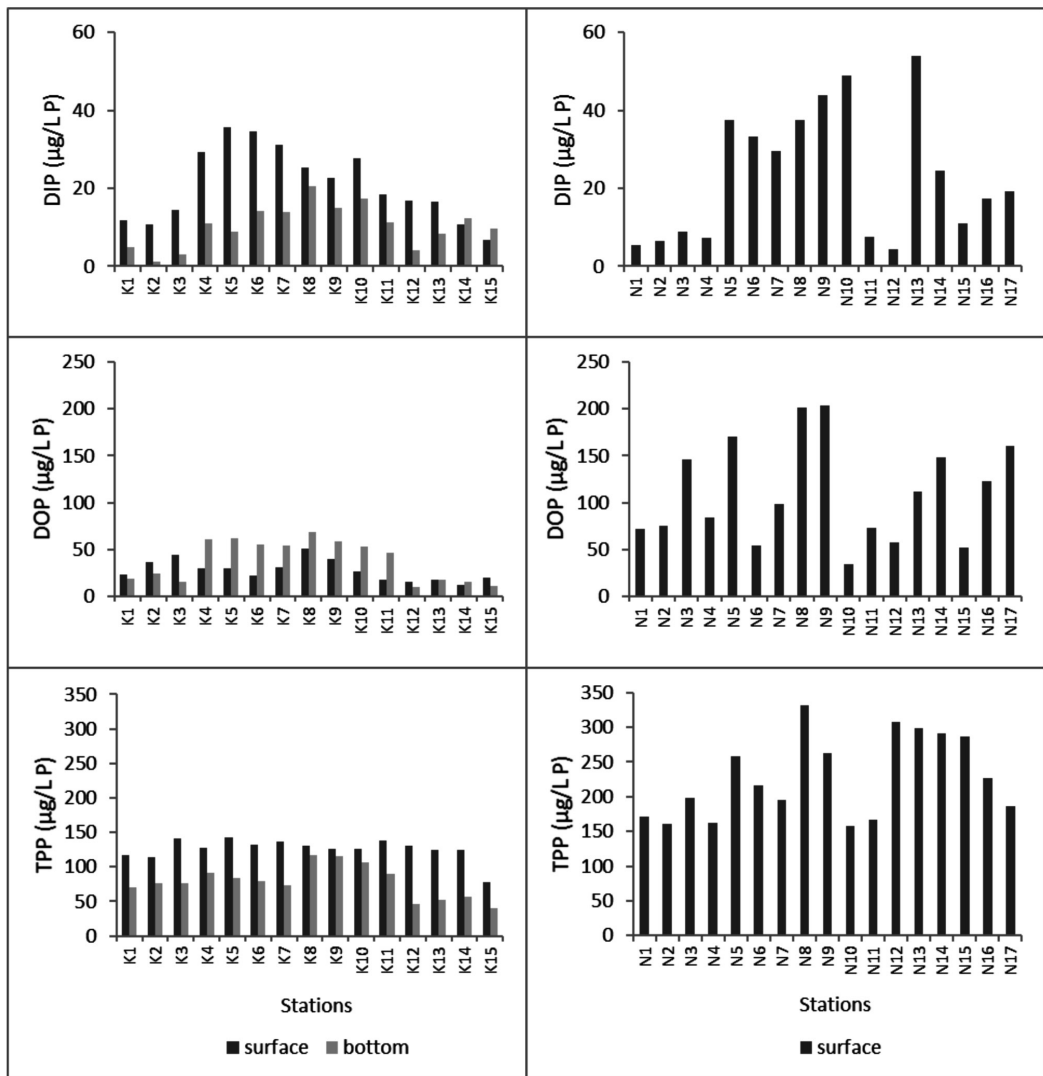 60
40
20
0
DIP (µg/L P)
K1 K2 K3 K4 K5 K6 K7 K8 K9 K10 K11 K12 K13 K14 K15
60
40
20
0
DIP (µg/L P)
N1 N2 N3 N4 N5 N6 N7 N8 N9 N10 N11 N12 N13 N14 N15 N16 N17
250
200
150
100
50
0
DOP (µg/L P)
K1 K2 K3 K4 K5 K6 K7 K8 K9 K10 K11 K12 K13 K14 K15
250
200
150
100
50
0
DOP (µg/L P)
N1 N2 N3 N4 N5 N6 N7 N8 N9 N10 N11 N12 N13 N14 N15 N16 N17
350
300
250
200
150
100
50
0
TPP (µg/L P)
K1 K2 K3 K4 K5 K6 K7 K8 K9 K10 K11 K12 K13 K14 K15
Stations
surface bottom
350
300
250
200
150
100
50
0
TPP (µg/L P)
N1 N2 N3 N4 N5 N6 N7 N8 N9 N10 N11 N12 N13 N14 N15 N16 N17
Stations
surface